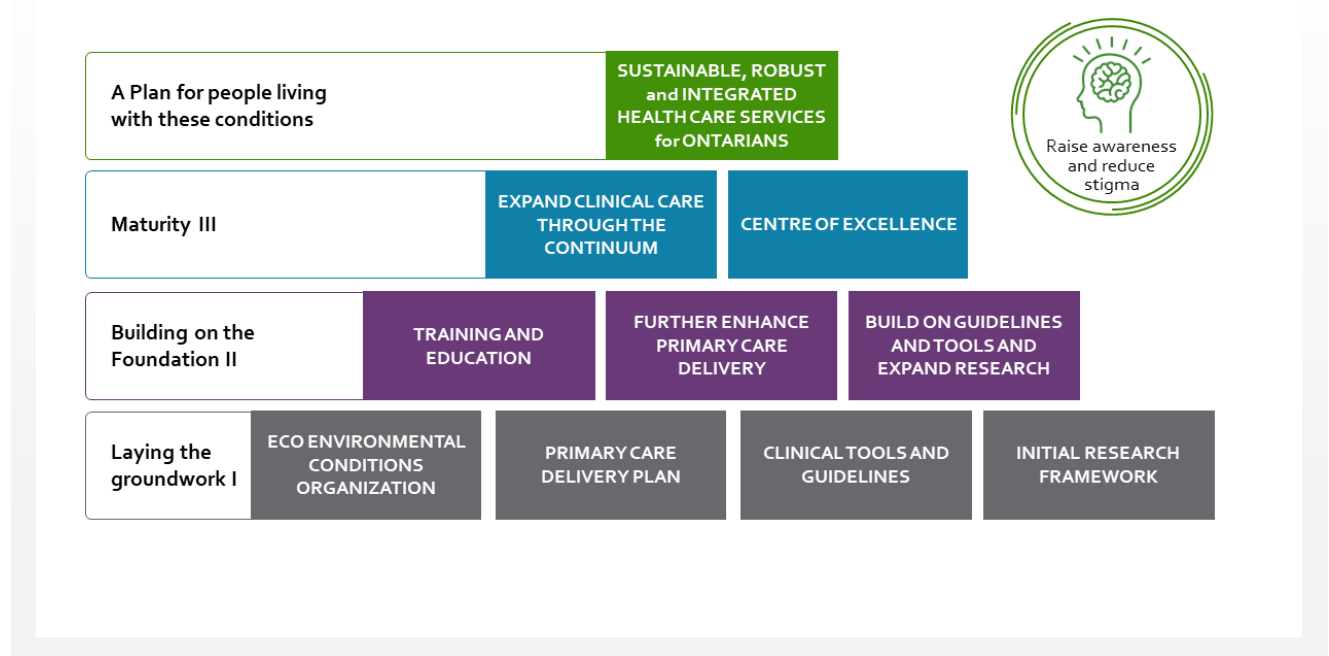 A Plan for people living
with these conditions
SUSTAINABLE, ROBUST
and INTEGRATED
HEALTH CARE SERVICES
for ONTARIANS
Raise awareness
and reduce
stigma
Maturity III
EXPAND CLINICAL CARE
THROUGH THE
CONTINUUM
CENTRE OF EXCELLENCE
Building on the
Foundation II
TRAINING AND
EDUCATION
FURTHER ENHANCE
PRIMARY CARE
DELIVERY
BUILD ON GUIDELINES
AND TOOLS AND
EXPAND RESEARCH
Laying the
groundwork I
ECO ENVIRONMENTAL
CONDITIONS
ORGANIZATION
PRIMARY CARE
DELIVERY PLAN
CLINICAL TOOLS AND
GUIDELINES
INITIAL RESEARCH
FRAMEWORK